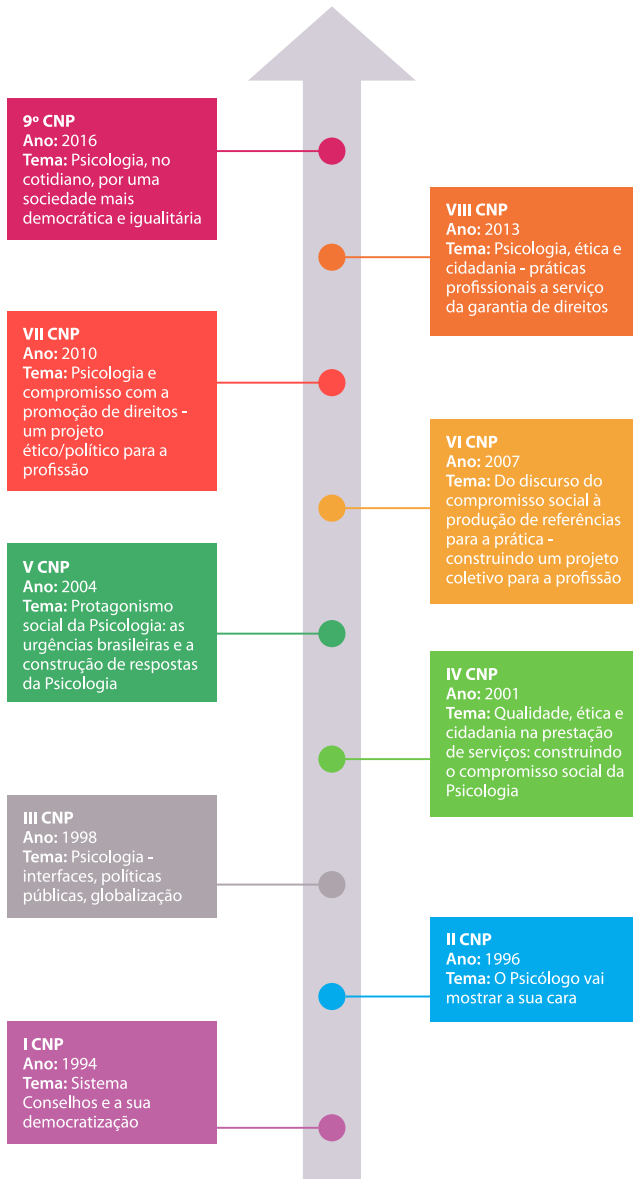 9º CNP
Ano: 2016
Tema: Psicologia, no
cotidiano, por uma
sociedade mais
democrática e igualitária
VIII CNP
Ano: 2013
Tema: Psicologia, ética e
cidadania - práticas
profissionais a serviço
da garantia de direitos
VII CNP
Ano: 2010
Tema: Psicologia e
compromisso com a
promoção de direitos -
um projeto
ético/político para a
profissão
VI CNP
Ano: 2007
Tema: Do discurso do
compromisso social à
produção de referências
para a prática -
construindo um projeto
coletivo para a profissão
V CNP
Ano: 2004
Tema: Protagonismo
social da Psicologia: as
urgências brasileiras e a
construção de respostas
da Psicologia
IV CNP
Ano: 2001
Tema: Qualidade, ética e
cidadania na prestação
de serviços: construindo
o compromisso social da
Psicologia
III CNP
Ano: 1998
Tema: Psicologia -
interfaces, políticas
públicas, globalização
II CNP
Ano: 1996
Tema: O Psicólogo vai
mostrar a sua cara
I CNP
Ano: 1994
Tema: Sistema
Conselhos e a sua
democratização